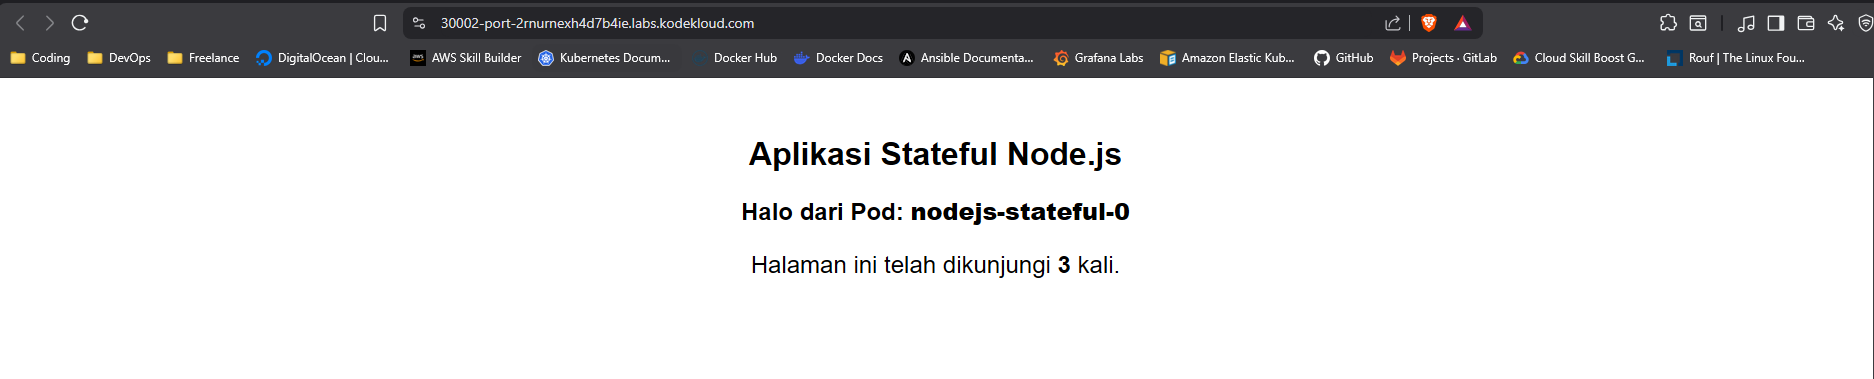 30002-port-2rnurnexh4d7b4ie.labs.kodekloud.com
Coding DevOps Freelance DigitalOcean | Clou... AWS Skill Builder Kubernetes Docum... Docker Hub Docker Docs Ansible Documenta... Grafana Labs Amazon Elastic Kub... GitHub Projects · GitLab Cloud Skill Boost G... Rouf | The Linux Fou...
Aplikasi Stateful Node.js
Halo dari Pod: nodejs-stateful-0
Halaman ini telah dikunjungi 3 kali.